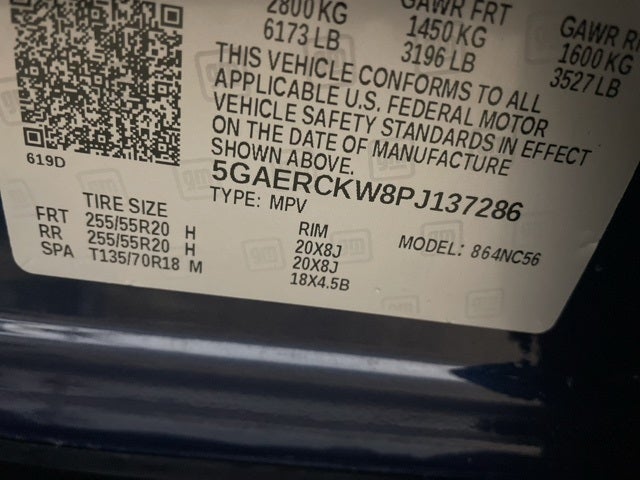 2800 KG
6173 LB
GAWR FRT
1450 KG
3196 LB
GAWR R
1600 KG
3527 LB
THIS VEHICLE CONFORMS TO ALL
APPLICABLE U.S. FEDERAL MOTOR
VEHICLE SAFETY STANDARDS IN EFFECT
ON THE DATE OF MANUFACTURE
SHOWN ABOVE.
619D
5GAERCKW8PJ137286
TYPE: MPV
MODEL: 864NC56
TIRE SIZE RIM
FRT 255/55R20 H 20X8J
RR 255/55R20 H 20X8J
SPA T135/70R18 M 18X4.5B